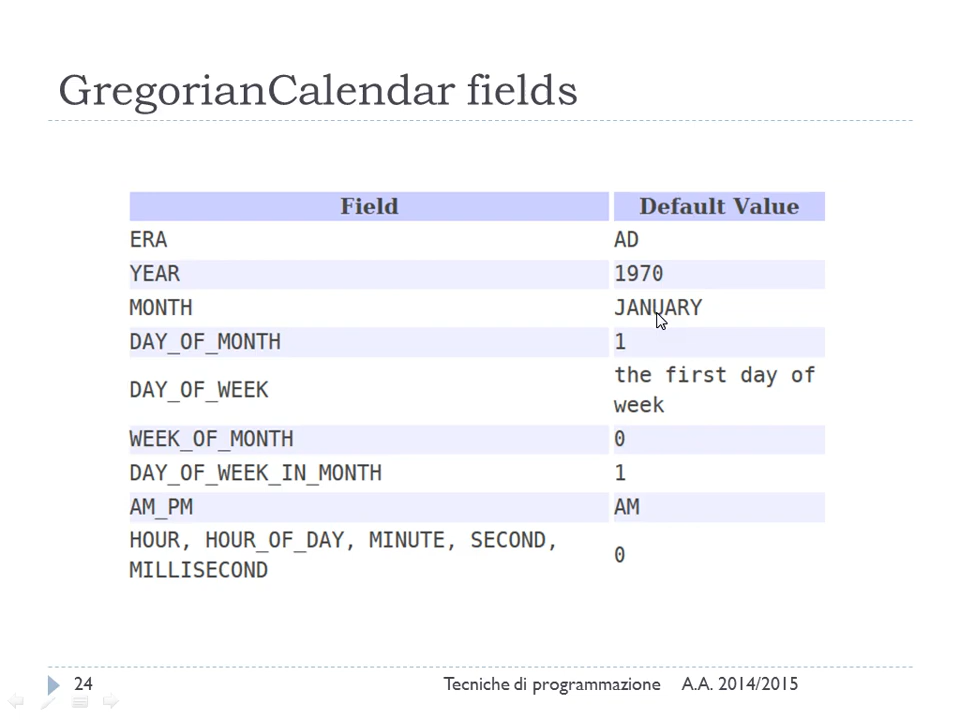 GregorianCalendar fields
Field Default Value
ERA AD
YEAR 1970
MONTH JANUARY
DAY_OF_MONTH 1
DAY_OF_WEEK the first day of
week
WEEK_OF_MONTH 0
DAY_OF_WEEK_IN_MONTH 1
AM_PM AM
HOUR, HOUR_OF_DAY, MINUTE, SECOND,
MILLISECOND 0
24 Tecniche di programmazione A.A. 2014/2015